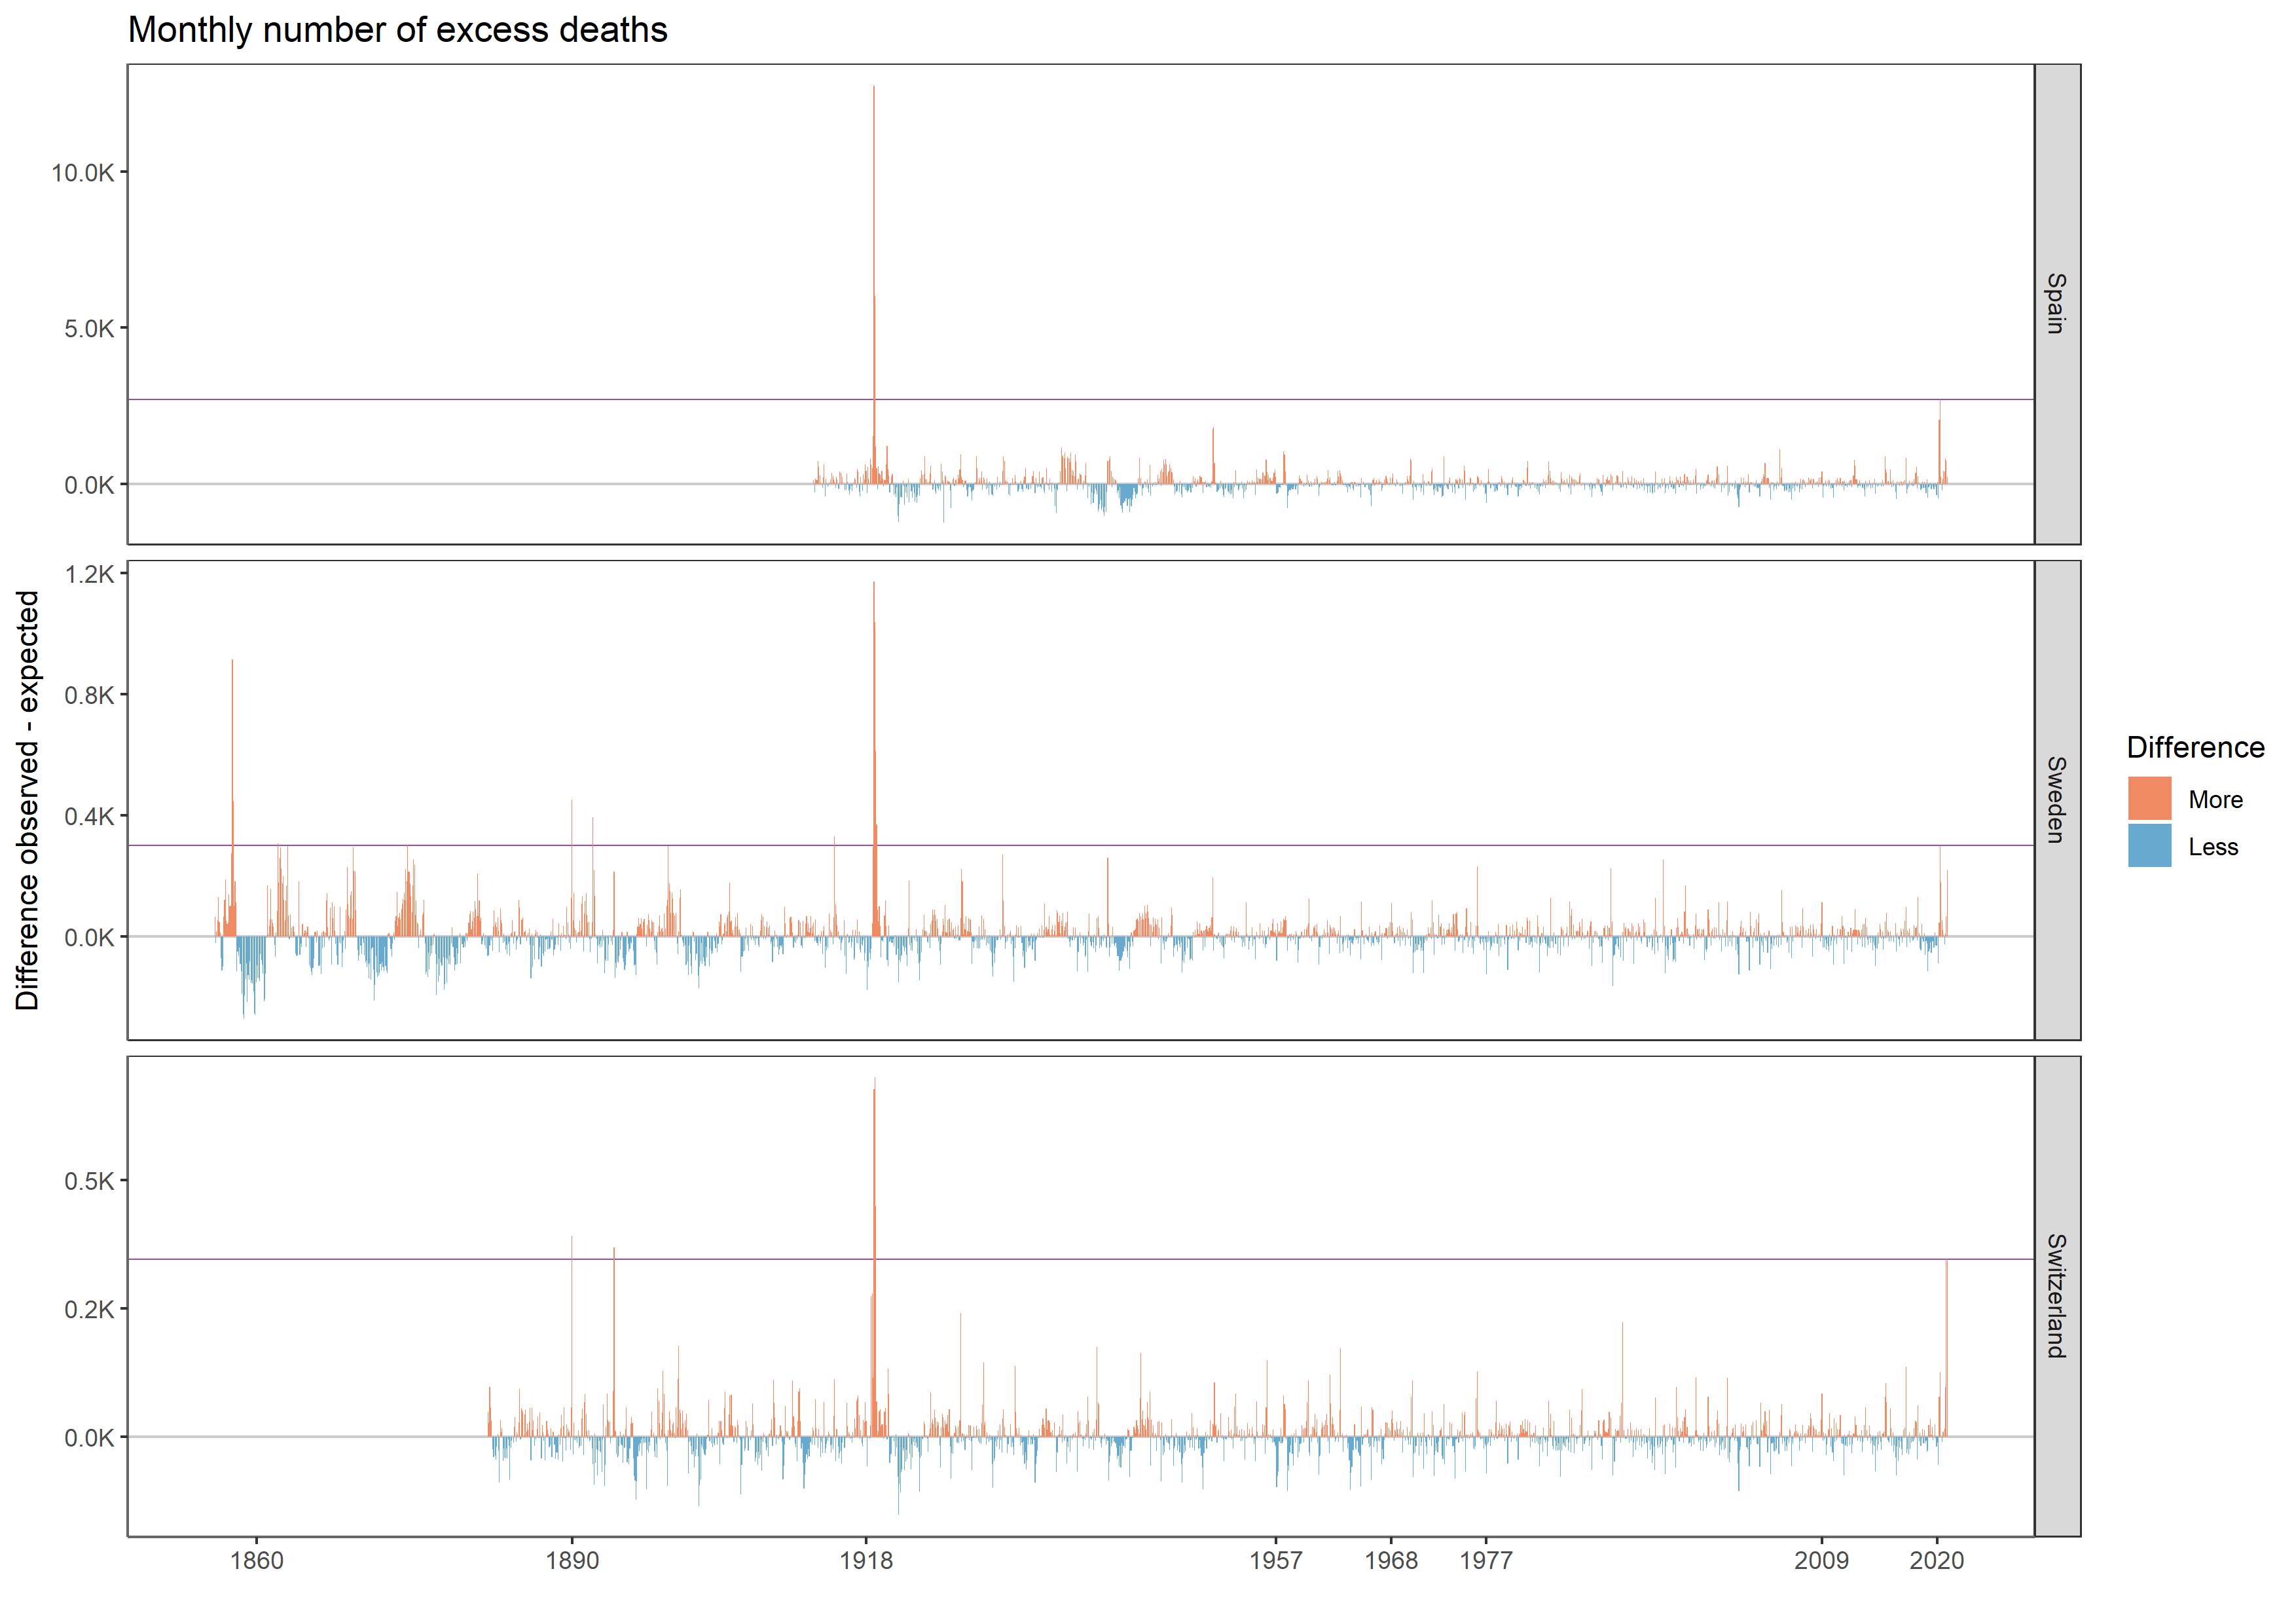 Monthly number of excess deaths
Difference observed - expected
10.0K
5.0K
0.0K
Spain
1.2K
0.8K
0.4K
0.0K
Sweden
0.5K
0.2K
0.0K
Switzerland
1860
1890
1918
1957
1968
1977
2009
2020
Difference
More
Less